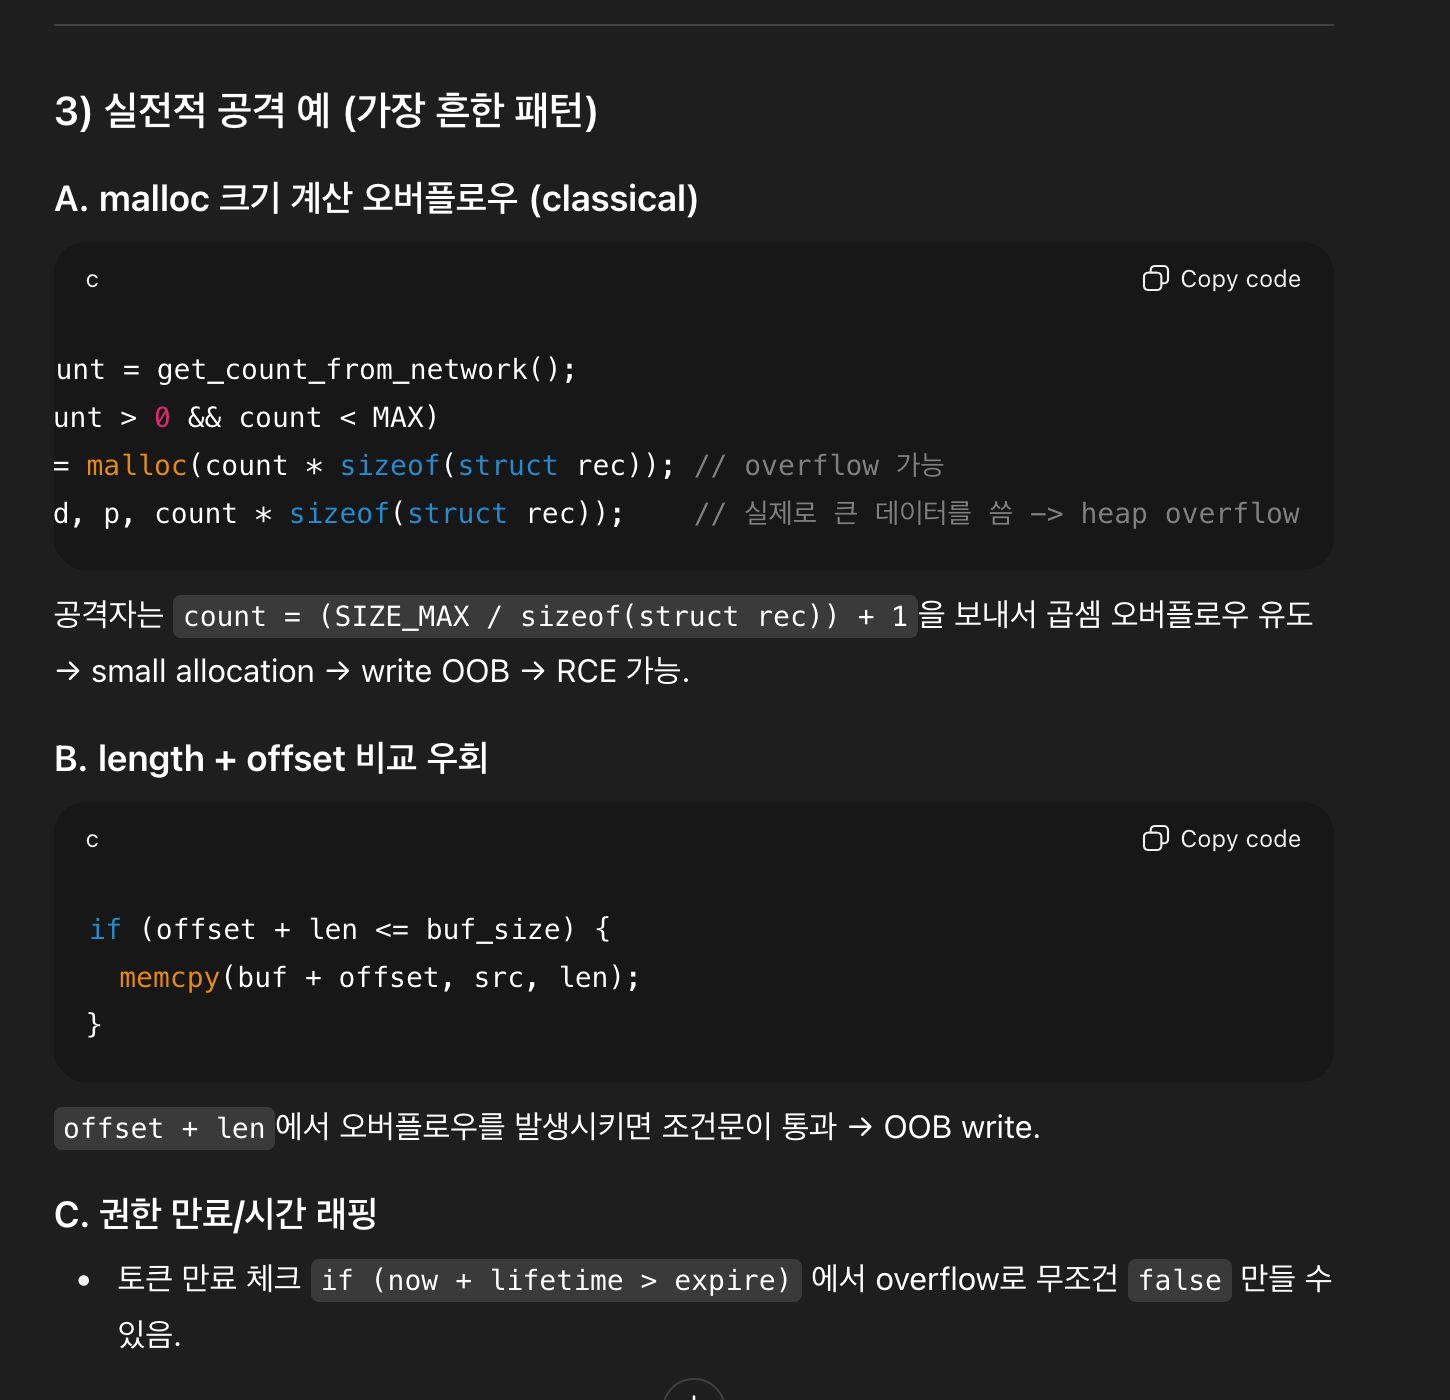 3) 실전적 공격 예 (가장 흔한 패턴)
A. malloc 크기 계산 오버플로우 (classical)
c
Copy code
unt = get_count_from_network();
unt > 0 && count < MAX)
= malloc(count * sizeof(struct rec)); // overflow 가능
d, p, count * sizeof(struct rec)); // 실제로 큰 데이터를 씀 —> heap overflow
공격자는 count = (SIZE_MAX / sizeof(struct rec)) + 1을 보내서 곱셈 오버플로우 유도
→ small allocation → write OOB → RCE 가능.
B. length + offset 비교 우회
c
Copy code
if (offset + len <= buf_size) {
memcpy(buf + offset, src, len);
}
offset + len에서 오버플로우를 발생시키면 조건문이 통과 → OOB write.
C. 권한 만료/시간 래핑
• 토큰 만료 체크 if (now + lifetime > expire) 에서 overflow로 무조건 false 만들 수
있음.